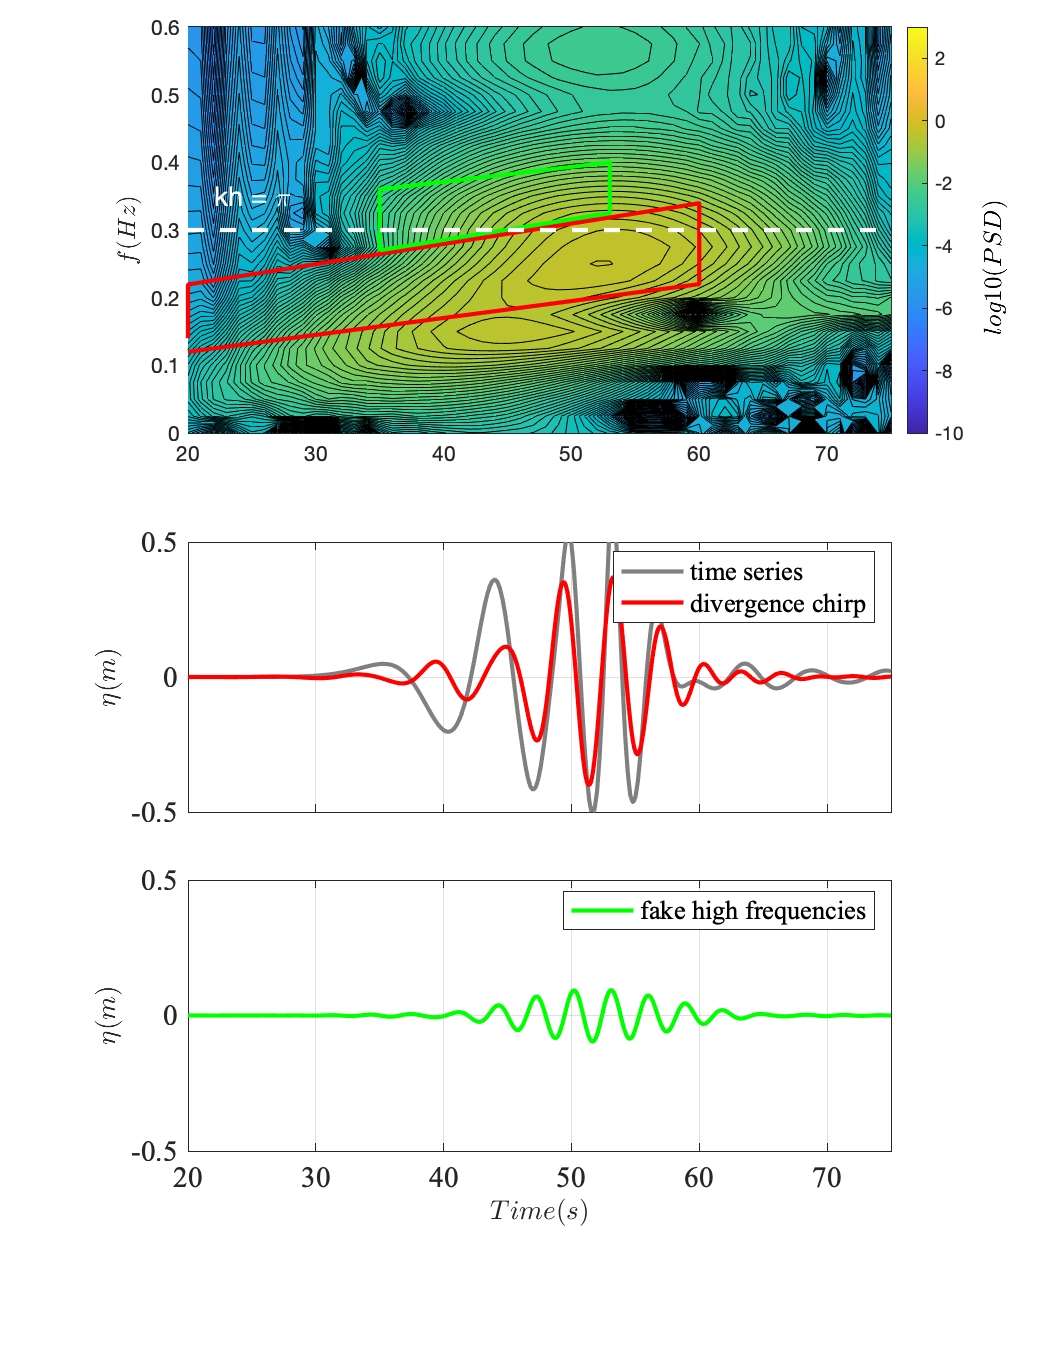 0.6
0.5
0.4
0.3
0.2
0.1
0
f(Hz)
kh = π
20 30 40 50 60 70
2
0
-2
-4
-6
-8
-10
log10(PSD)
0.5
0
-0.5
η(m)
time series
divergence chirp
0.5
0
-0.5
η(m)
fake high frequencies
20 30 40 50 60 70
Time(s)